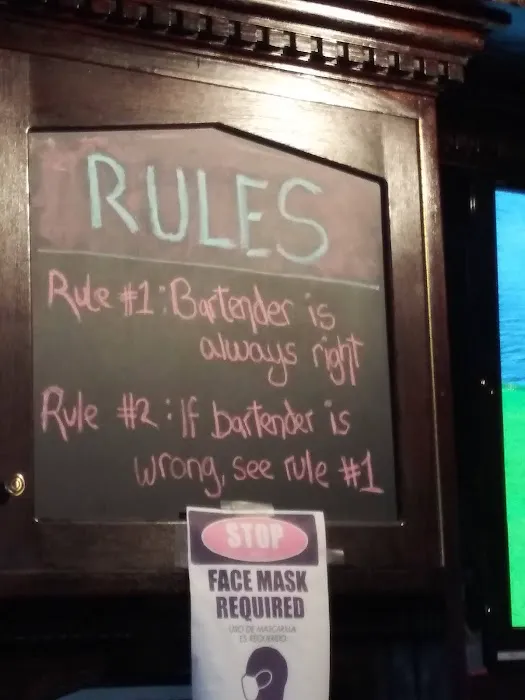 RULES
Rule #1: Bartender is
always right
Rule #2: If bartender is
wrong, see rule #1
STOP
FACE MASK
REQUIRED
USO DE MASCARILLA
ES REQUERIDO